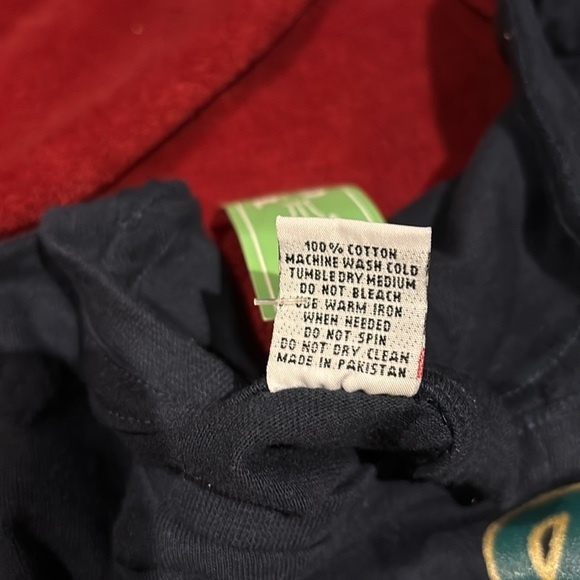 100% COTTON
MACHINE WASH COLD
TUMBLE DRY MEDIUM
DO NOT BLEACH
USE WARM IRON
WHEN NEEDED
DO NOT SPIN
DO NOT DRY CLEAN
MADE IN PAKISTAN